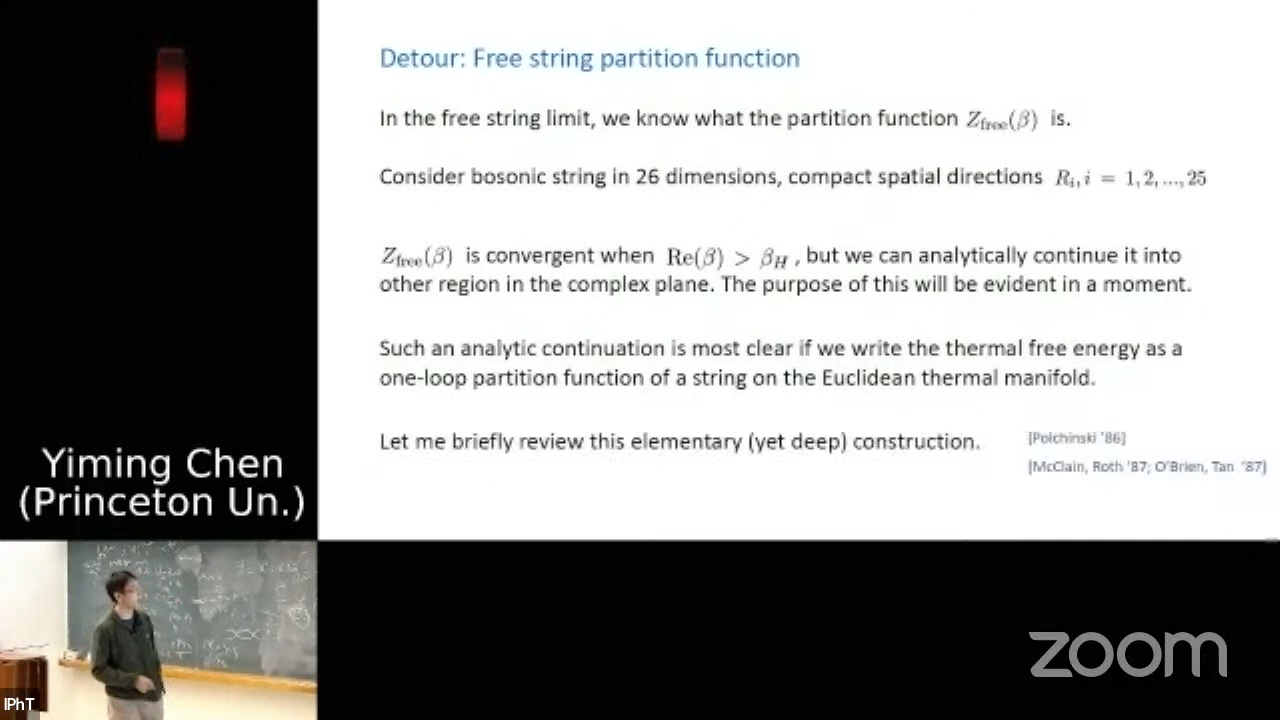 Detour: Free string partition function
In the free string limit, we know what the partition function Z_free(β) is.
Consider bosonic string in 26 dimensions, compact spatial directions R_i, i = 1, 2, ..., 25
Z_free(β) is convergent when Re(β) > β_H , but we can analytically continue it into
other region in the complex plane. The purpose of this will be evident in a moment.
Such an analytic continuation is most clear if we write the thermal free energy as a
one-loop partition function of a string on the Euclidean thermal manifold.
Let me briefly review this elementary (yet deep) construction.
[Polchinski '86]
[McClain, Roth '87; O'Brien, Tan '87]
Yiming Chen
(Princeton Un.)
IPhT
zoom